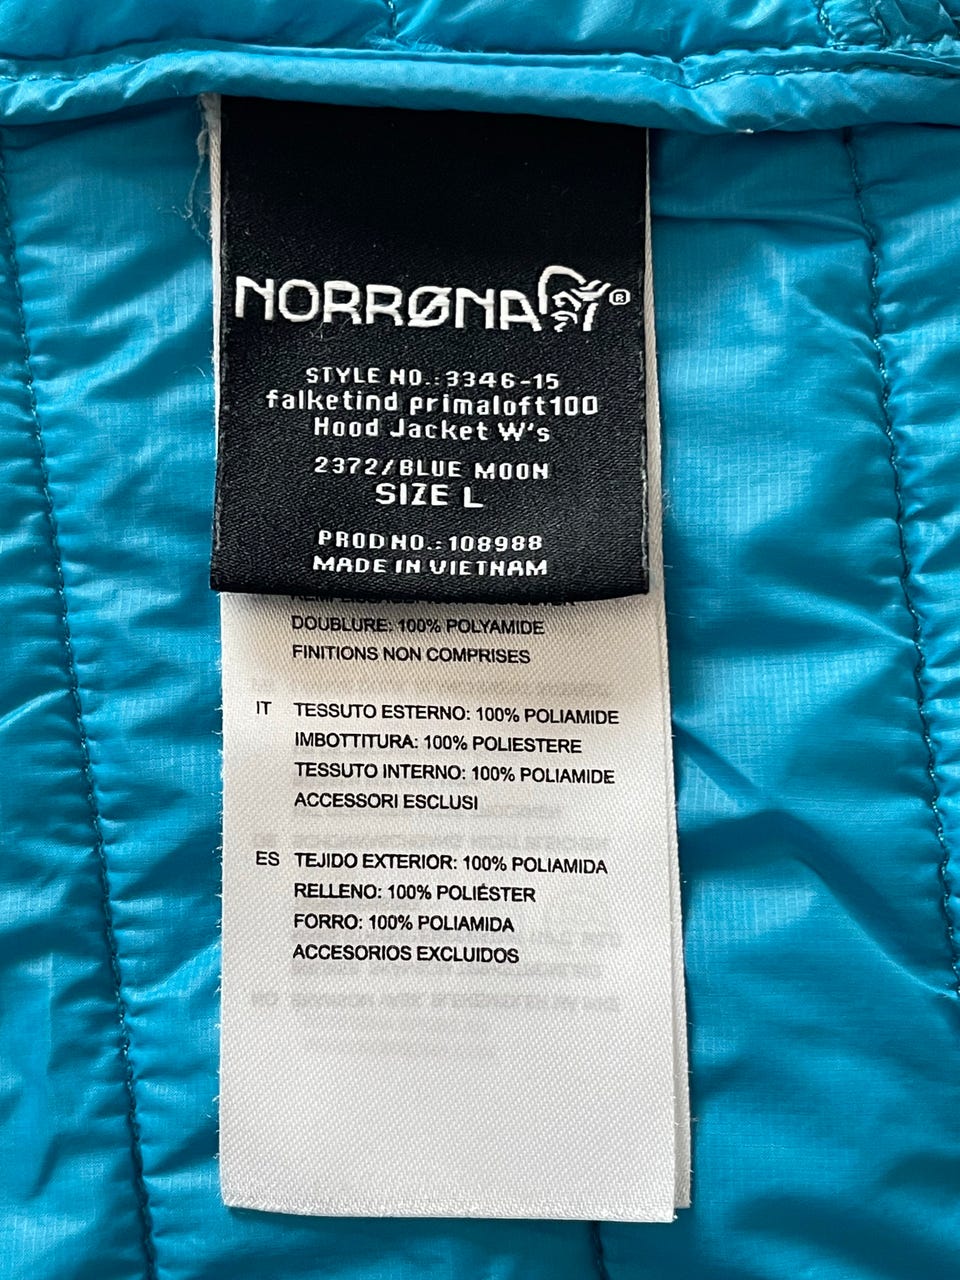 NORRØNA®
STYLE NO.: 3346-15
falketind primaloft100
Hood Jacket W's
2372/BLUE MOON
SIZE L
PROD NO.: 108988
MADE IN VIETNAM
DOUBLURE: 100% POLYAMIDE
FINITIONS NON COMPRISES
IT TESSUTO ESTERNO: 100% POLIAMIDE
IMBOTTITURA: 100% POLIESTERE
TESSUTO INTERNO: 100% POLIAMIDE
ACCESSORI ESCLUSI
ES TEJIDO EXTERIOR: 100% POLIAMIDA
RELLENO: 100% POLIÉSTER
FORRO: 100% POLIAMIDA
ACCESORIOS EXCLUIDOS